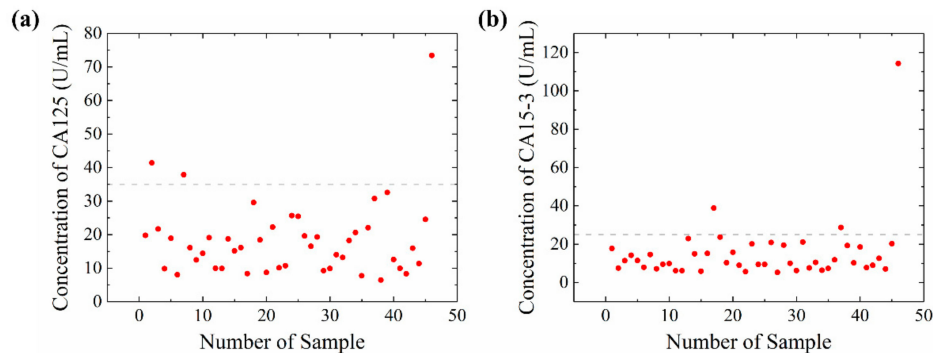 (a)
Concentration of CA125 (U/mL)
80
70
60
50
40
30
20
10
0
0 10 20 30 40 50
Number of Sample
(b)
Concentration of CA15-3 (U/mL)
120
100
80
60
40
20
0
0 10 20 30 40 50
Number of Sample